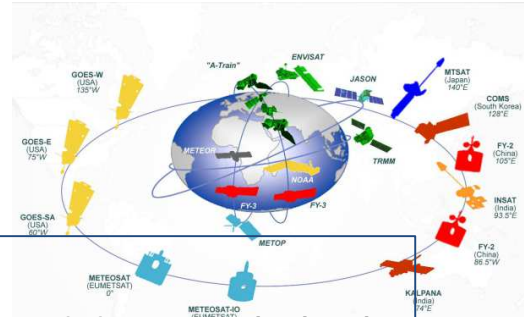 "A-Train"
ENVISAT
JASON
MTSAT
(Japan)
140°E
COMS
(South Korea)
128°E
FY-2
(China)
105°E
INSAT
(India)
93.5°E
FY-2
(China)
86.5°W
KALPANA
(India)
74°E
GOES-W
(USA)
135°W
GOES-E
(USA)
75°W
GOES-SA
(USA)
60°W
METEOSAT
(EUMETSAT)
0°
METEOSAT-IO
(EUMETSAT)
METEOR
NOAA
TRMM
FY-3
FY-3
METOP